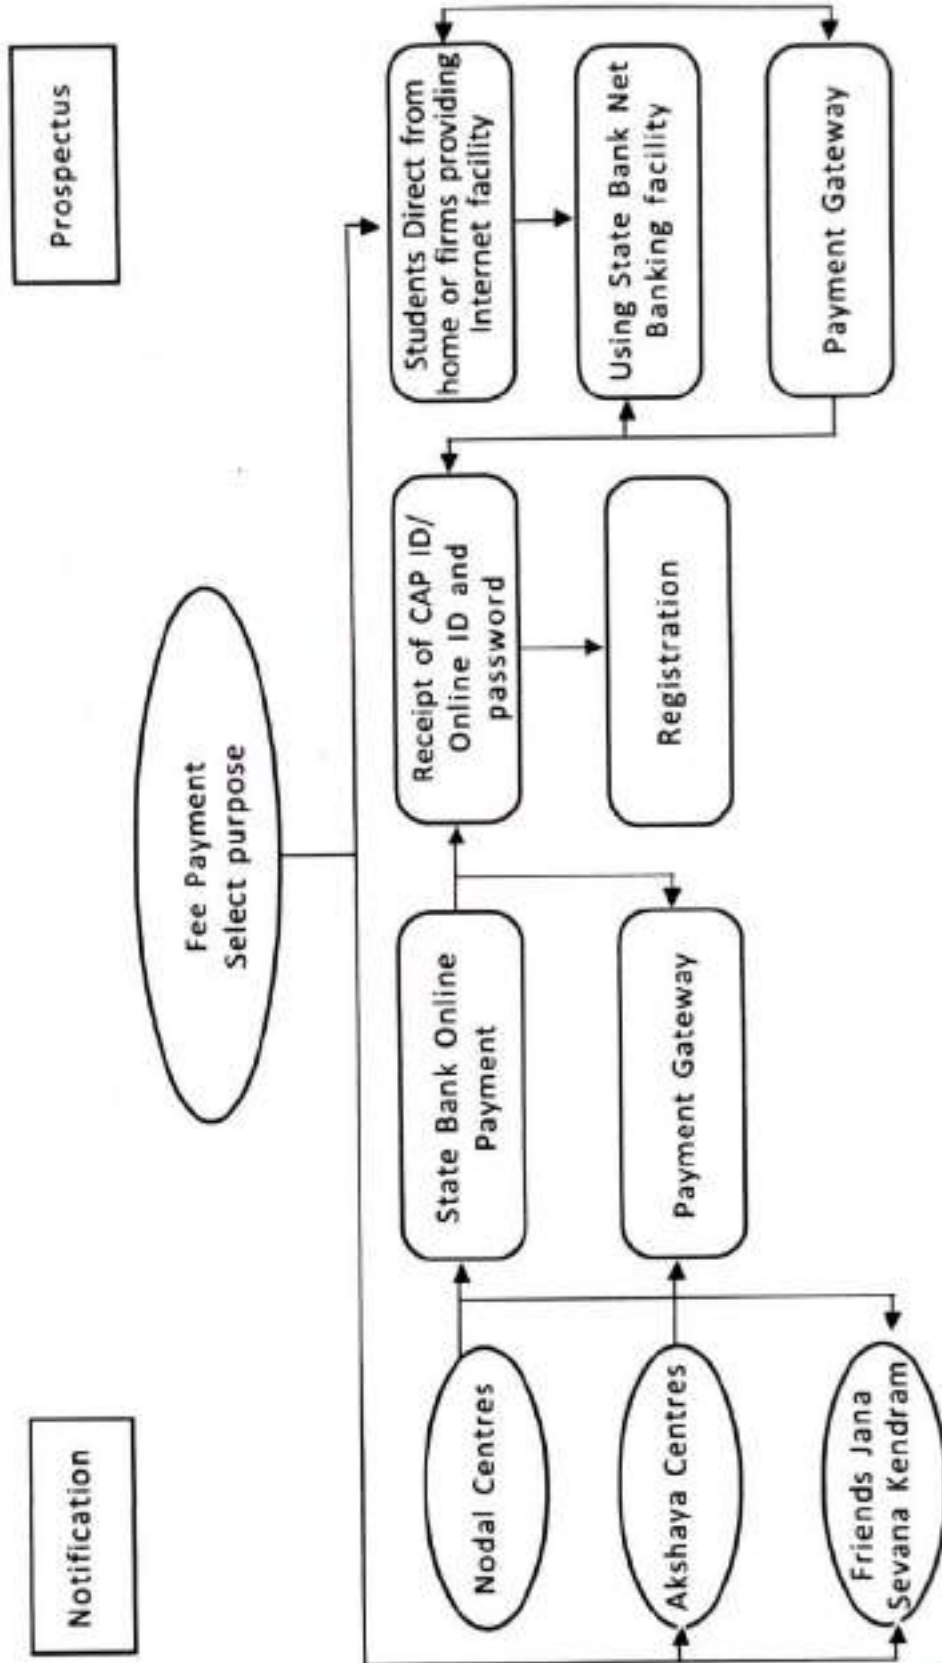 Notification
Prospectus
Fee Payment
Select purpose
Nodal Centres
State Bank Online
Payment
Receipt of CAP ID/
Online ID and
password
Students Direct from
home or firms providing
Internet facility
Akshaya Centres
Payment Gateway
Registration
Using State Bank Net
Banking facility
Friends Jana
Sevana Kendram
Payment Gateway